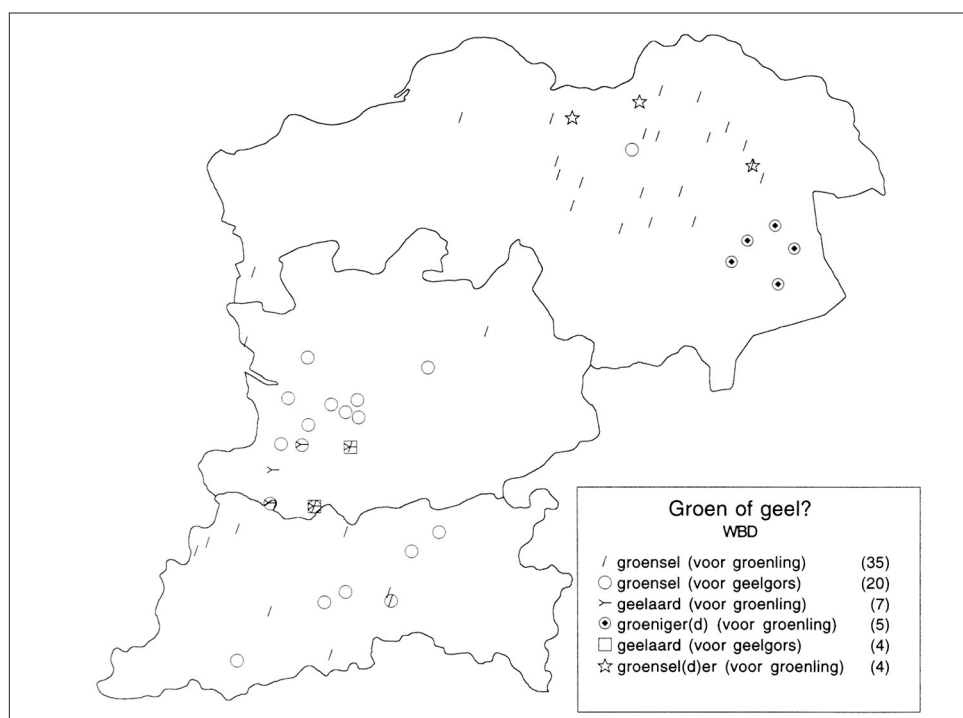 Groen of geel?
WBD
groensel (voor groenling) (35)
groensel (voor geelgors) (20)
geelaard (voor groenling) (7)
groeniger(d) (voor groenling) (5)
geelaard (voor geelgors) (4)
groensel(d)er (voor groenling) (4)